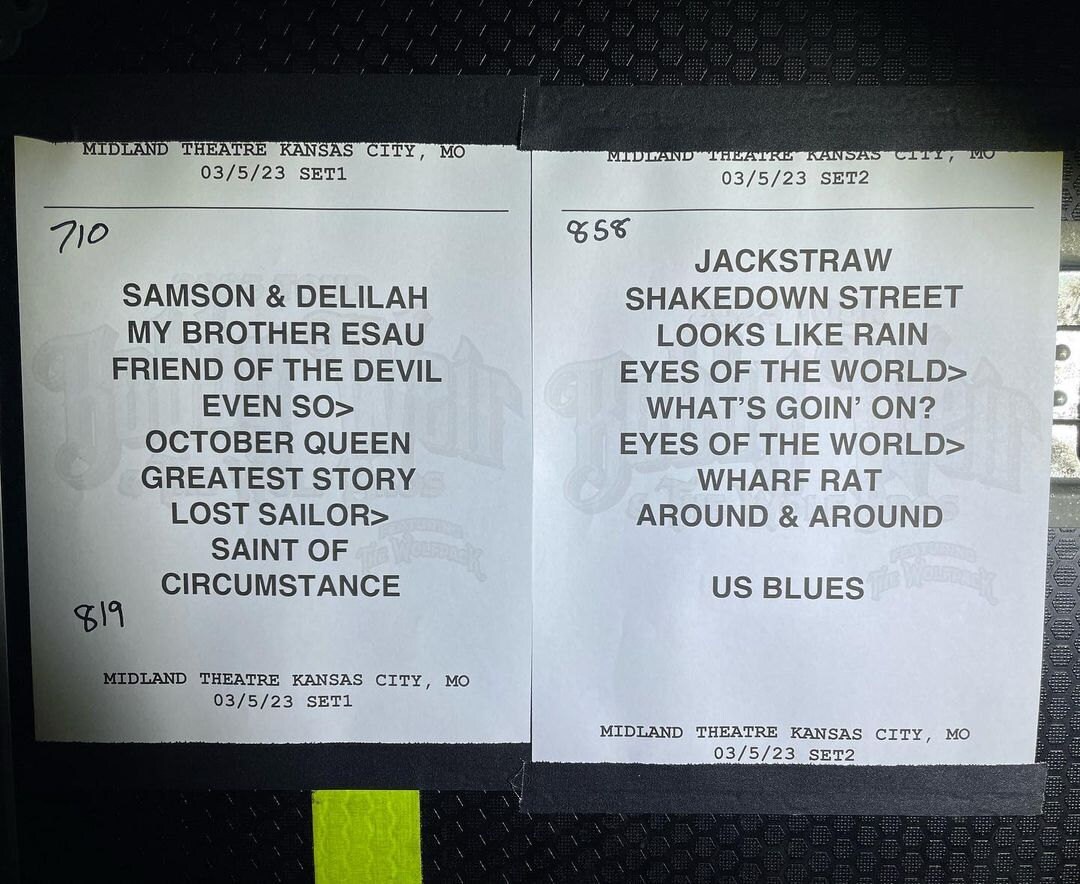 MIDLAND THEATRE KANSAS CITY, MO
03/5/23 SET1
710
SAMSON & DELILAH
MY BROTHER ESAU
FRIEND OF THE DEVIL
EVEN SO>
OCTOBER QUEEN
GREATEST STORY
LOST SAILOR>
SAINT OF
CIRCUMSTANCE
819
MIDLAND THEATRE KANSAS CITY, MO
03/5/23 SET1
MIDLAND THEATRE KANSAS CITY, MO
03/5/23 SET2
858
JACKSTRAW
SHAKEDOWN STREET
LOOKS LIKE RAIN
EYES OF THE WORLD>
WHAT'S GOIN' ON?
EYES OF THE WORLD>
WHARF RAT
AROUND & AROUND
US BLUES
FEATURING
THE WOLFPACK
MIDLAND THEATRE KANSAS CITY, MO
03/5/23 SET2